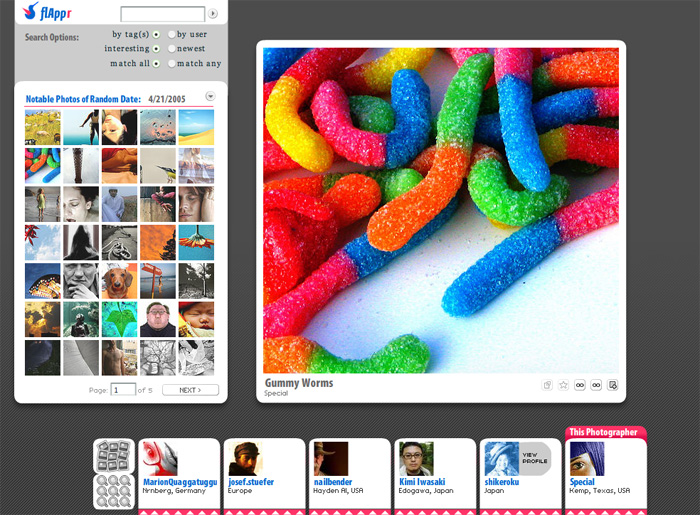 flAppr
Search Options:
by tag(s)
by user
interesting
newest
match all
match any
Notable Photos of Random Date: 4/21/2005
Page: 1 of 5
NEXT >
Gummy Worms
Special
This Photographer
MarionQuaggatuggu
Nrnberg, Germany
josef.stuefer
Europe
nailbender
Hayden Al, USA
Kimi Iwasaki
Edogawa, Japan
VIEW
PROFILE
shikeroku
Japan
Special
Kemp, Texas, USA